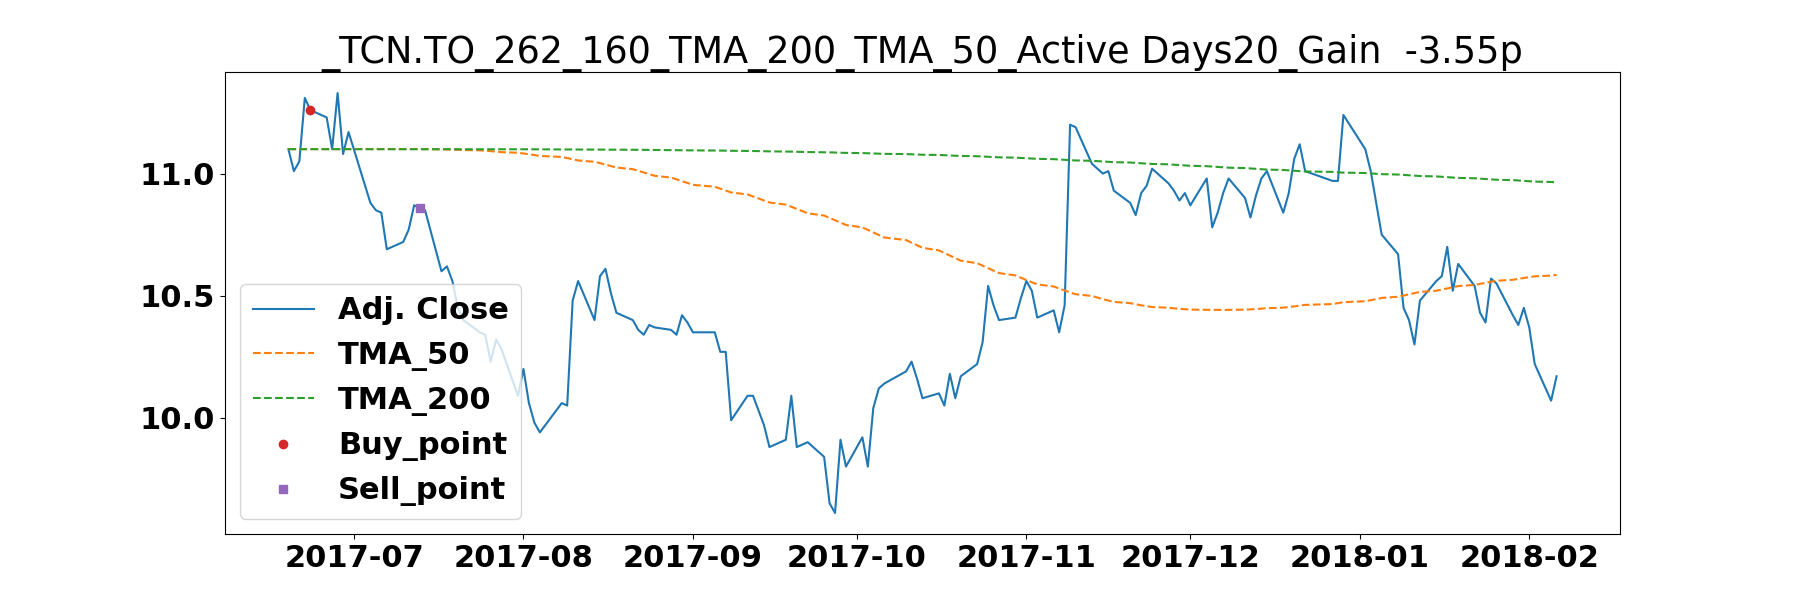 _TCN.TO_262_160_TMA_200_TMA_50_Active Days20_Gain  -3.55p
11.0
10.5
10.0
Adj. Close
TMA_50
TMA_200
Buy_point
Sell_point
2017-07 2017-08 2017-09 2017-10 2017-11 2017-12 2018-01 2018-02